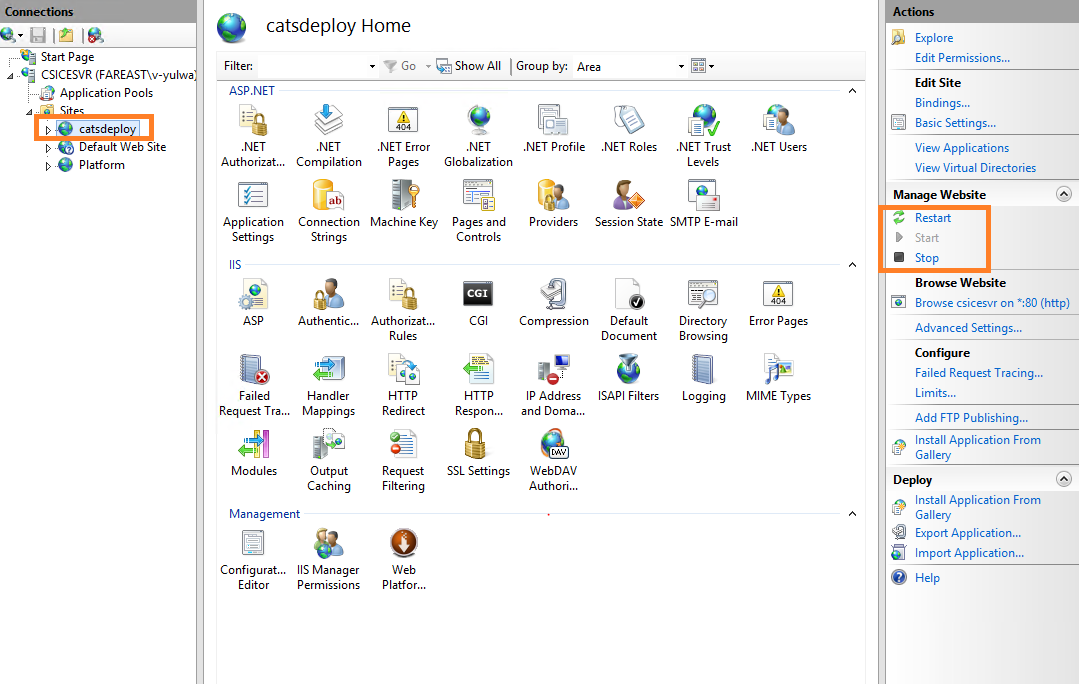 Connections
Start Page
CSICESVR (FAREAST\v-yulwa)
Application Pools
Sites
catsdeploy
Default Web Site
Platform
catsdeploy Home
Filter:
Go
Show All
Group by:
Area
ASP.NET
.NET
Authorizat...
.NET
Compilation
.NET Error
Pages
.NET
Globalization
.NET Profile
.NET Roles
.NET Trust
Levels
.NET Users
Application
Settings
Connection
Strings
Machine Key
Pages and
Controls
Providers
Session State
SMTP E-mail
IIS
ASP
Authentic...
Authorizat...
Rules
CGI
CGI
Compression
Default
Document
Directory
Browsing
Error Pages
Failed
Request Tra...
Handler
Mappings
HTTP
Redirect
HTTP
Respon...
IP Address
and Doma...
ISAPI Filters
Logging
MIME Types
Modules
Output
Caching
Request
Filtering
SSL Settings
WebDAV
Authori...
Management
Configurat...
Editor
IIS Manager
Permissions
Web
Platfor...
404
ab
404
DAV
Actions
Explore
Edit Permissions...
Edit Site
Bindings...
Basic Settings...
View Applications
View Virtual Directories
Manage Website
Restart
Start
Stop
Browse Website
Browse csicesvr on *:80 (http)
Advanced Settings...
Configure
Failed Request Tracing...
Limits...
Add FTP Publishing...
Install Application From
Gallery
Deploy
Install Application From
Gallery
Export Application...
Import Application...
Help